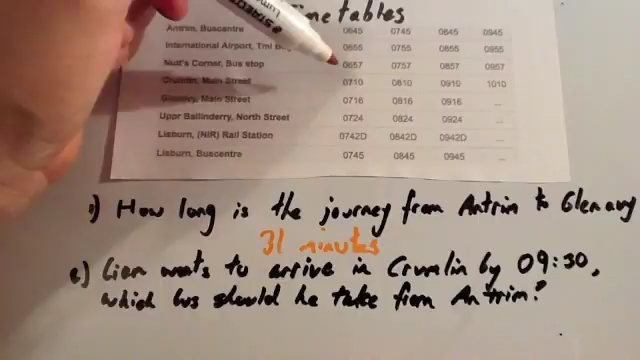 Timetables
Antrim, Buscentre 0645 0745 0845 0945
International Airport, Tml 0655 0755 0855 0955
Nutt's Corner, Bus stop 0657 0757 0857 0957
Crumlin, Main Street 0710 0810 0910 1010
Glenavy, Main Street 0716 0816 0916 ...
Uppr Ballinderry, North Street 0724 0824 0924 ...
Lisburn, (NIR) Rail Station 0742D 0842D 0942D ...
Lisburn, Buscentre 0745 0845 0945 ...
How long is the journey from Antrim to Glenavy
31 minutes
e) Cian wants to arrive in Crumlin by 09:30,
which bus should he take from Antrim?